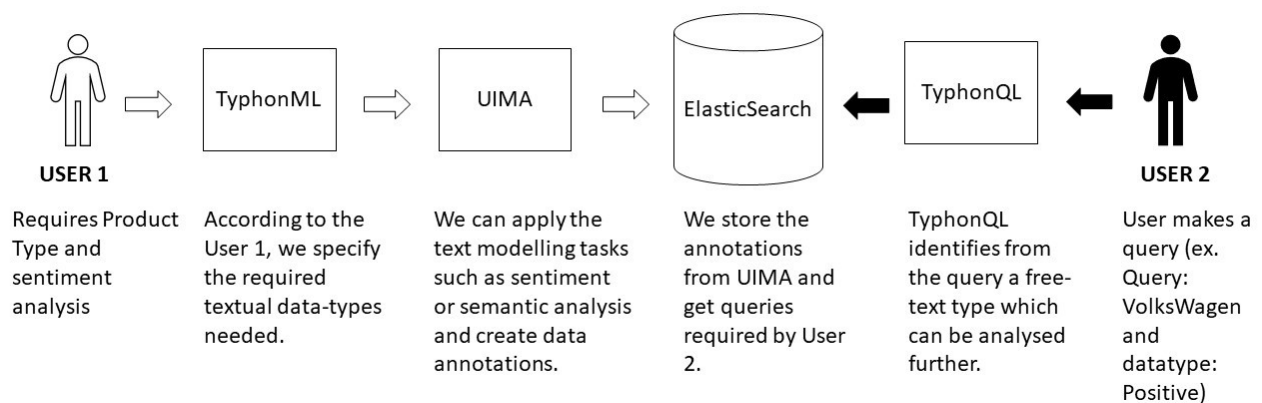 TyphonML
UIMA
ElasticSearch
TyphonQL
USER 1
USER 2
Requires Product
Type and
sentiment
analysis
According to the
User 1, we specify
the required
textual data-types
needed.
We can apply the
text modelling tasks
such as sentiment
or semantic analysis
and create data
annotations.
We store the
annotations
from UIMA and
get queries
required by User
2.
TyphonQL
identifies from
the query a free-
text type which
can be analysed
further.
User makes a
query (ex.
Query:
VolksWagen
and
datatype:
Positive)